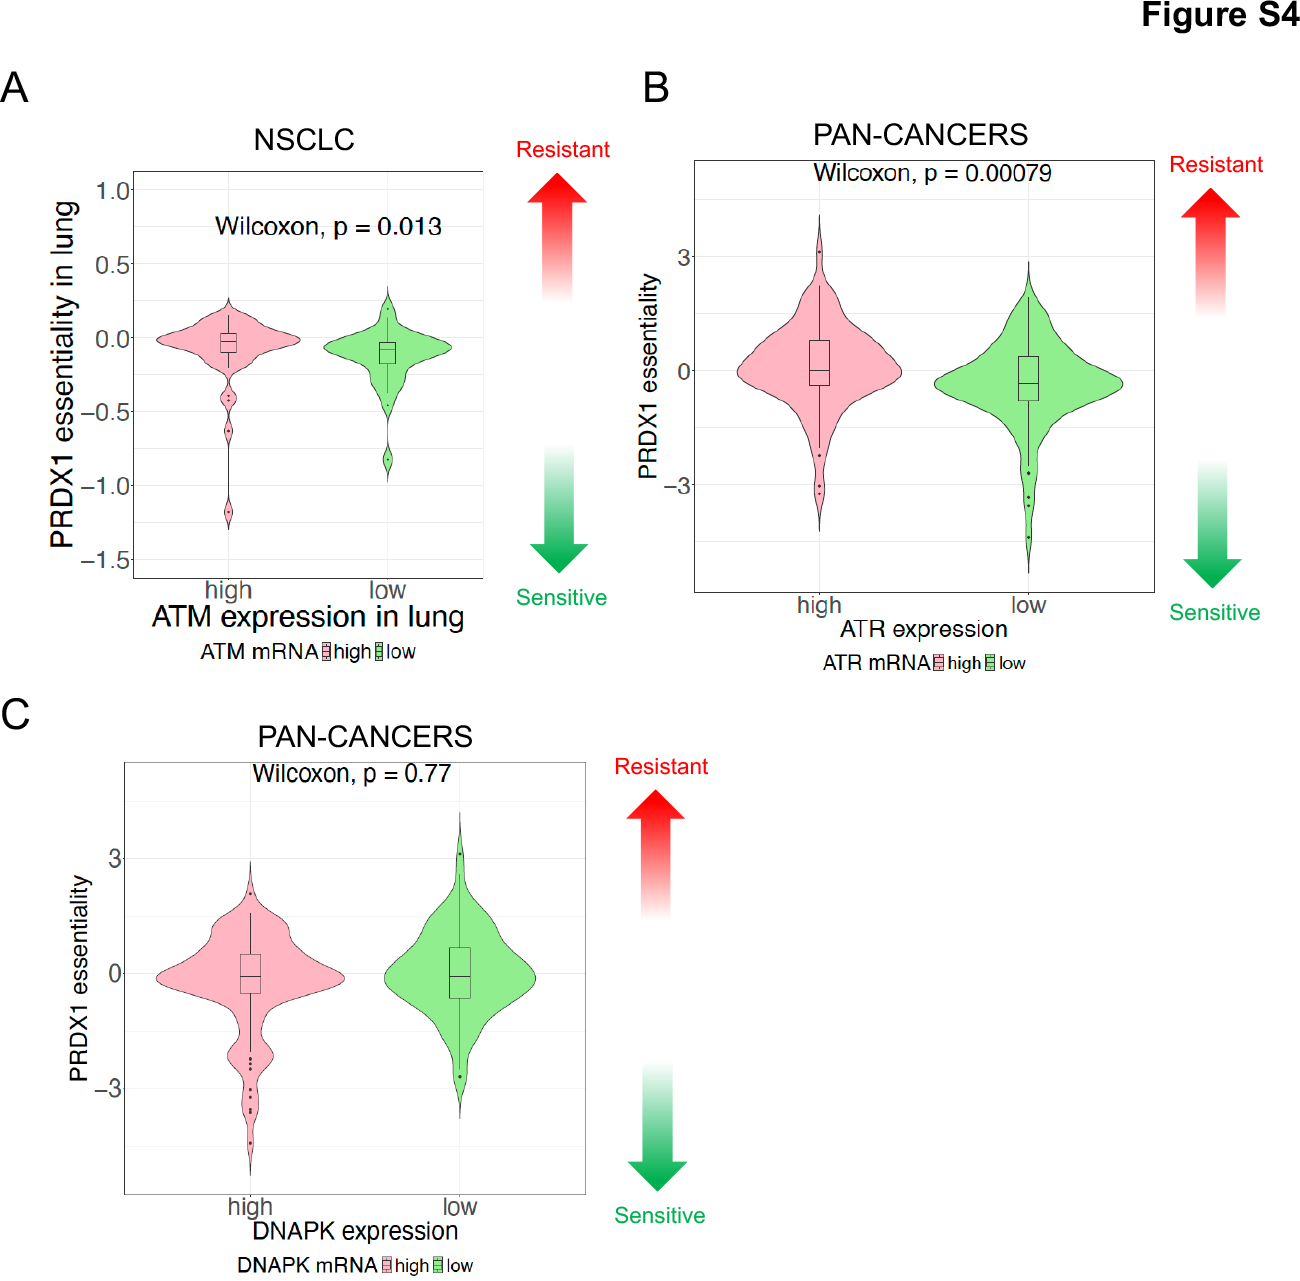 Figure S4
A
NSCLC
Resistant
Wilcoxon, p = 0.013
1.0
0.5
0.0
−0.5
−1.0
−1.5
PRDX1 essentiality in lung
high low
ATM expression in lung
ATM mRNA high low
Sensitive
B
PAN-CANCERS
Resistant
Wilcoxon, p = 0.00079
3
0
−3
PRDX1 essentiality
high low
ATR expression
ATR mRNA high low
Sensitive
C
PAN-CANCERS
Resistant
Wilcoxon, p = 0.77
3
0
−3
PRDX1 essentiality
high low
DNAPK expression
DNAPK mRNA high low
Sensitive